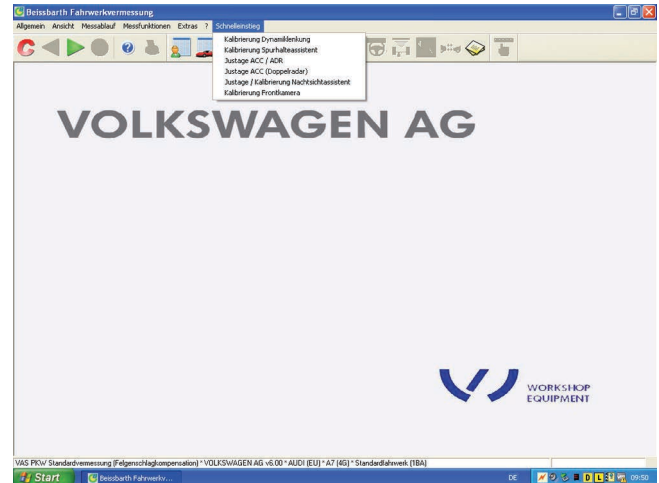 Beissbarth Fahrwerkvermessung
Allgemein Ansicht Messablauf Messfunktionen Extras ? Schnelleinstieg
Kalibrierung Dynamiklenkung
Kalibrierung Spurhalteassistent
Justage ACC / ADR
Justage ACC (Doppelradar)
Justage / Kalibrierung Nachtsichtassistent
Kalibrierung Frontkamera
VOLKSWAGEN AG
WORKSHOP
EQUIPMENT
VAS PKW Standardvermessung (Felgenschlagkompensation) * VOLKSWAGEN AG v6.00 * AUDI (EU) * A7 (4G) * Standardfahrwerk (1BA)
Start Beissbarth Fahrwerkv... DE D L 09:50